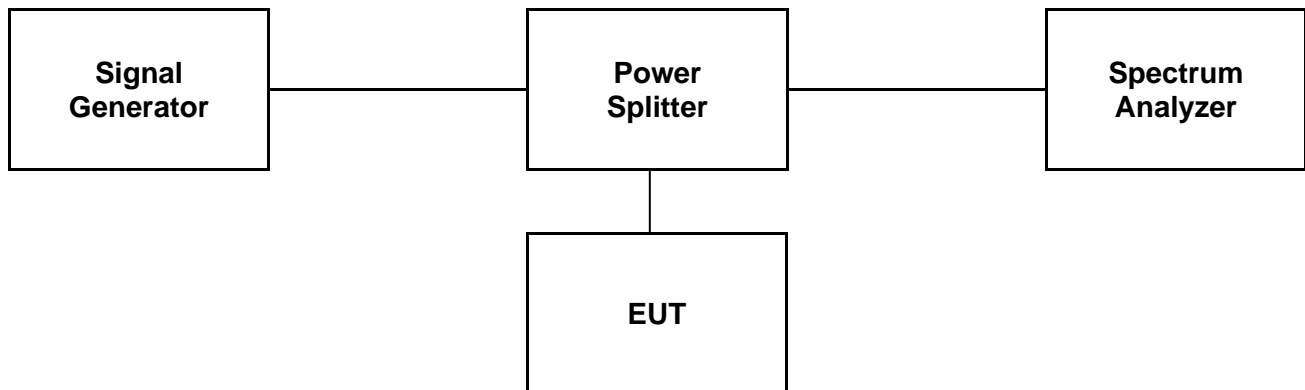 Signal
Generator
Power
Splitter
Spectrum
Analyzer
EUT